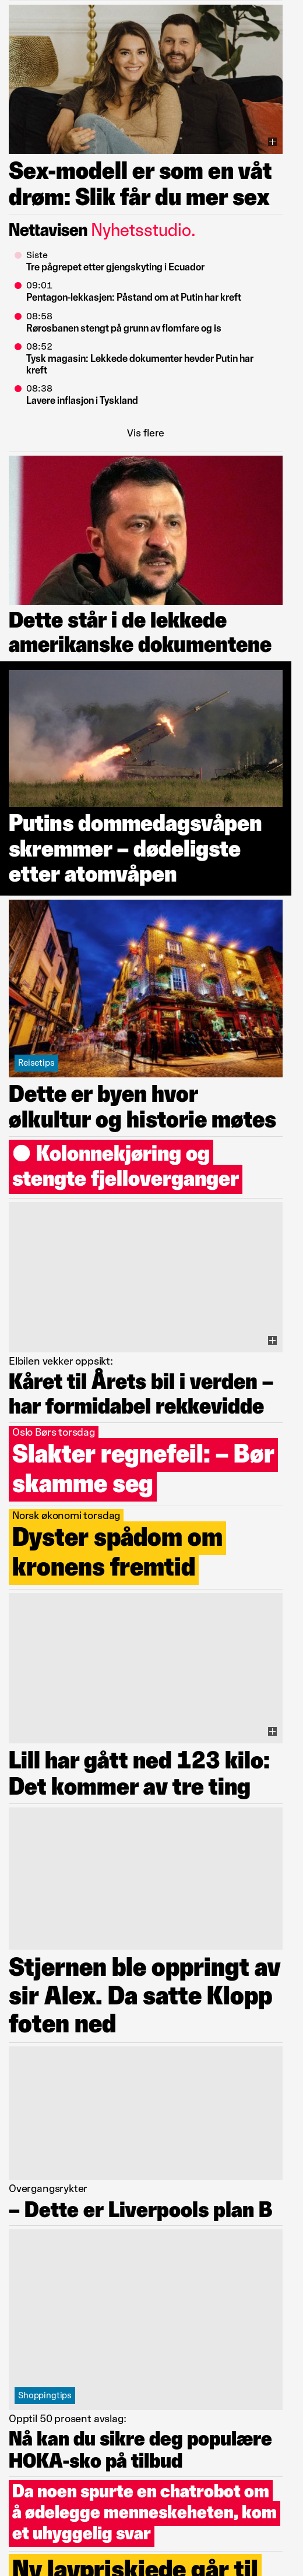 Sex-modell er som en våt
drøm: Slik får du mer sex
Nettavisen Nyhetsstudio.
Siste
Tre pågrepet etter gjengskyting i Ecuador
09:01
Pentagon-lekkasjen: Påstand om at Putin har kreft
08:58
Rørosbanen stengt på grunn av flomfare og is
08:52
Tysk magasin: Lekkede dokumenter hevder Putin har
kreft
08:38
Lavere inflasjon i Tyskland
Vis flere
Dette står i de lekkede
amerikanske dokumentene
Putins dommedagsvåpen
skremmer – dødeligste
etter atomvåpen
Reisetips
Dette er byen hvor
ølkultur og historie møtes
Kolonnekjøring og
stengte fjelloverganger
Elbilen vekker oppsikt:
Kåret til Årets bil i verden –
har formidabel rekkevidde
Oslo Børs torsdag
Slakter regnefeil: – Bør
skamme seg
Norsk økonomi torsdag
Dyster spådom om
kronens fremtid
Lill har gått ned 123 kilo:
Det kommer av tre ting
Stjernen ble oppringt av
sir Alex. Da satte Klopp
foten ned
Overgangsrykter
– Dette er Liverpools plan B
Shoppingtips
Opptil 50 prosent avslag:
Nå kan du sikre deg populære
HOKA-sko på tilbud
Da noen spurte en chatrobot om
å ødelegge menneskeheten, kom
et uhyggelig svar
Ny lavpriskjede går til